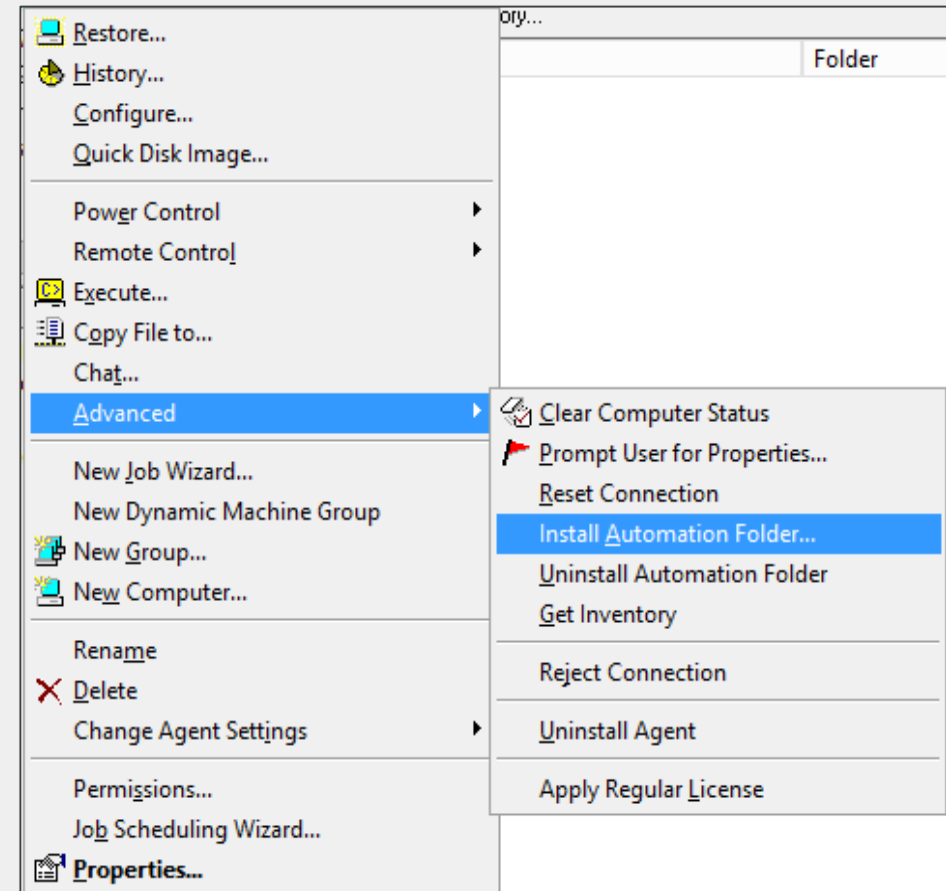 ory...
Folder
Restore...
History...
Configure...
Quick Disk Image...
Power Control
Remote Control
Execute...
Copy File to...
Chat...
Advanced
New Job Wizard...
New Dynamic Machine Group
New Group...
New Computer...
Rename
Delete
Change Agent Settings
Permissions...
Job Scheduling Wizard...
Properties...
Clear Computer Status
Prompt User for Properties...
Reset Connection
Install Automation Folder...
Uninstall Automation Folder
Get Inventory
Reject Connection
Uninstall Agent
Apply Regular License